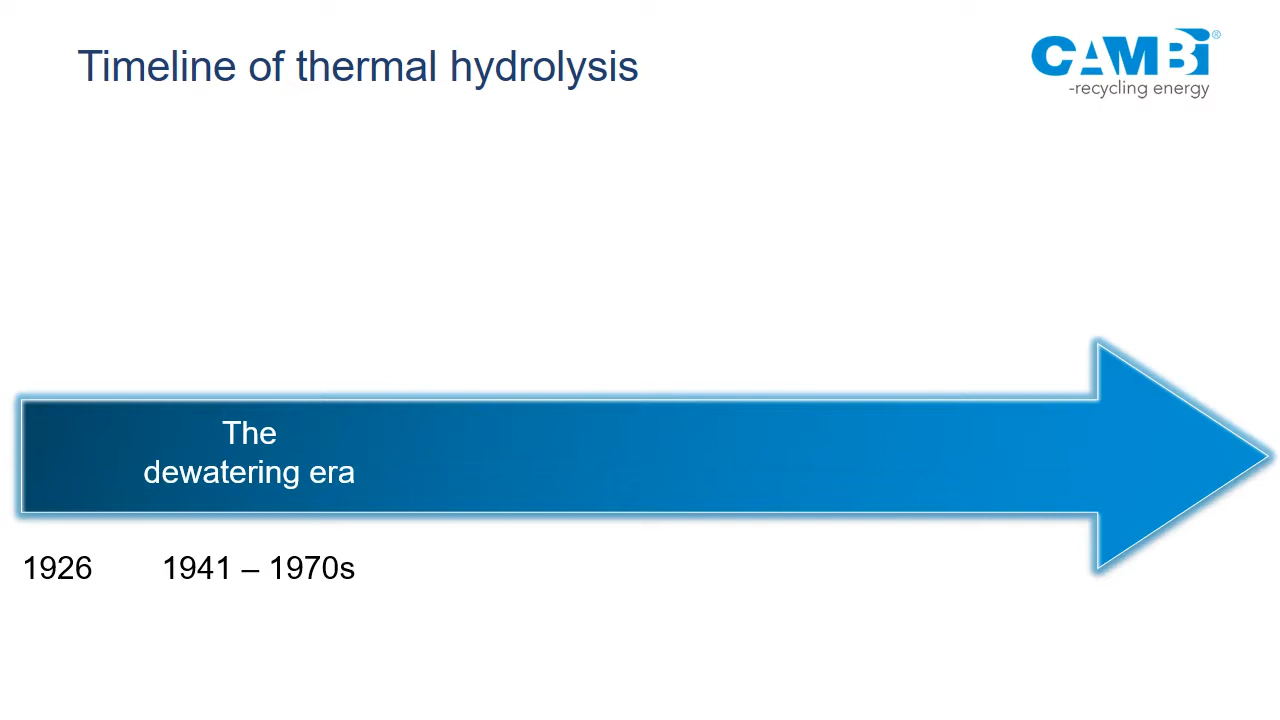 Timeline of thermal hydrolysis
CAMBi®
-recycling energy
The
dewatering era
1926
1941 – 1970s